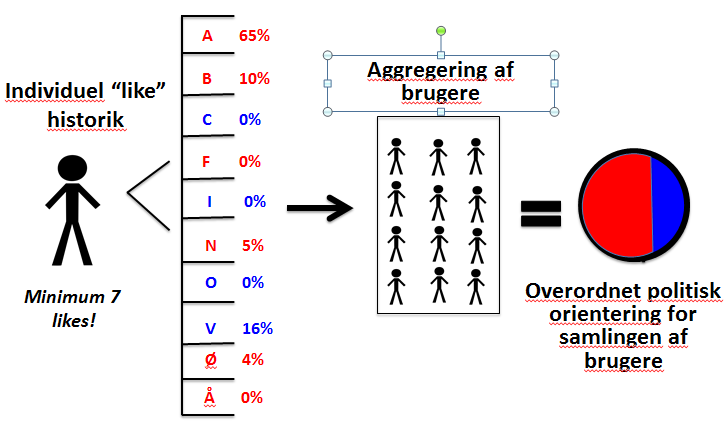 Individuel “like”
historik
Minimum 7
likes!
A 65%
B 10%
C 0%
F 0%
I 0%
N 5%
O 0%
V 16%
Ø 4%
Å 0%
Aggregering af
brugere
Overordnet politisk
orientering for
samlingen af
brugere